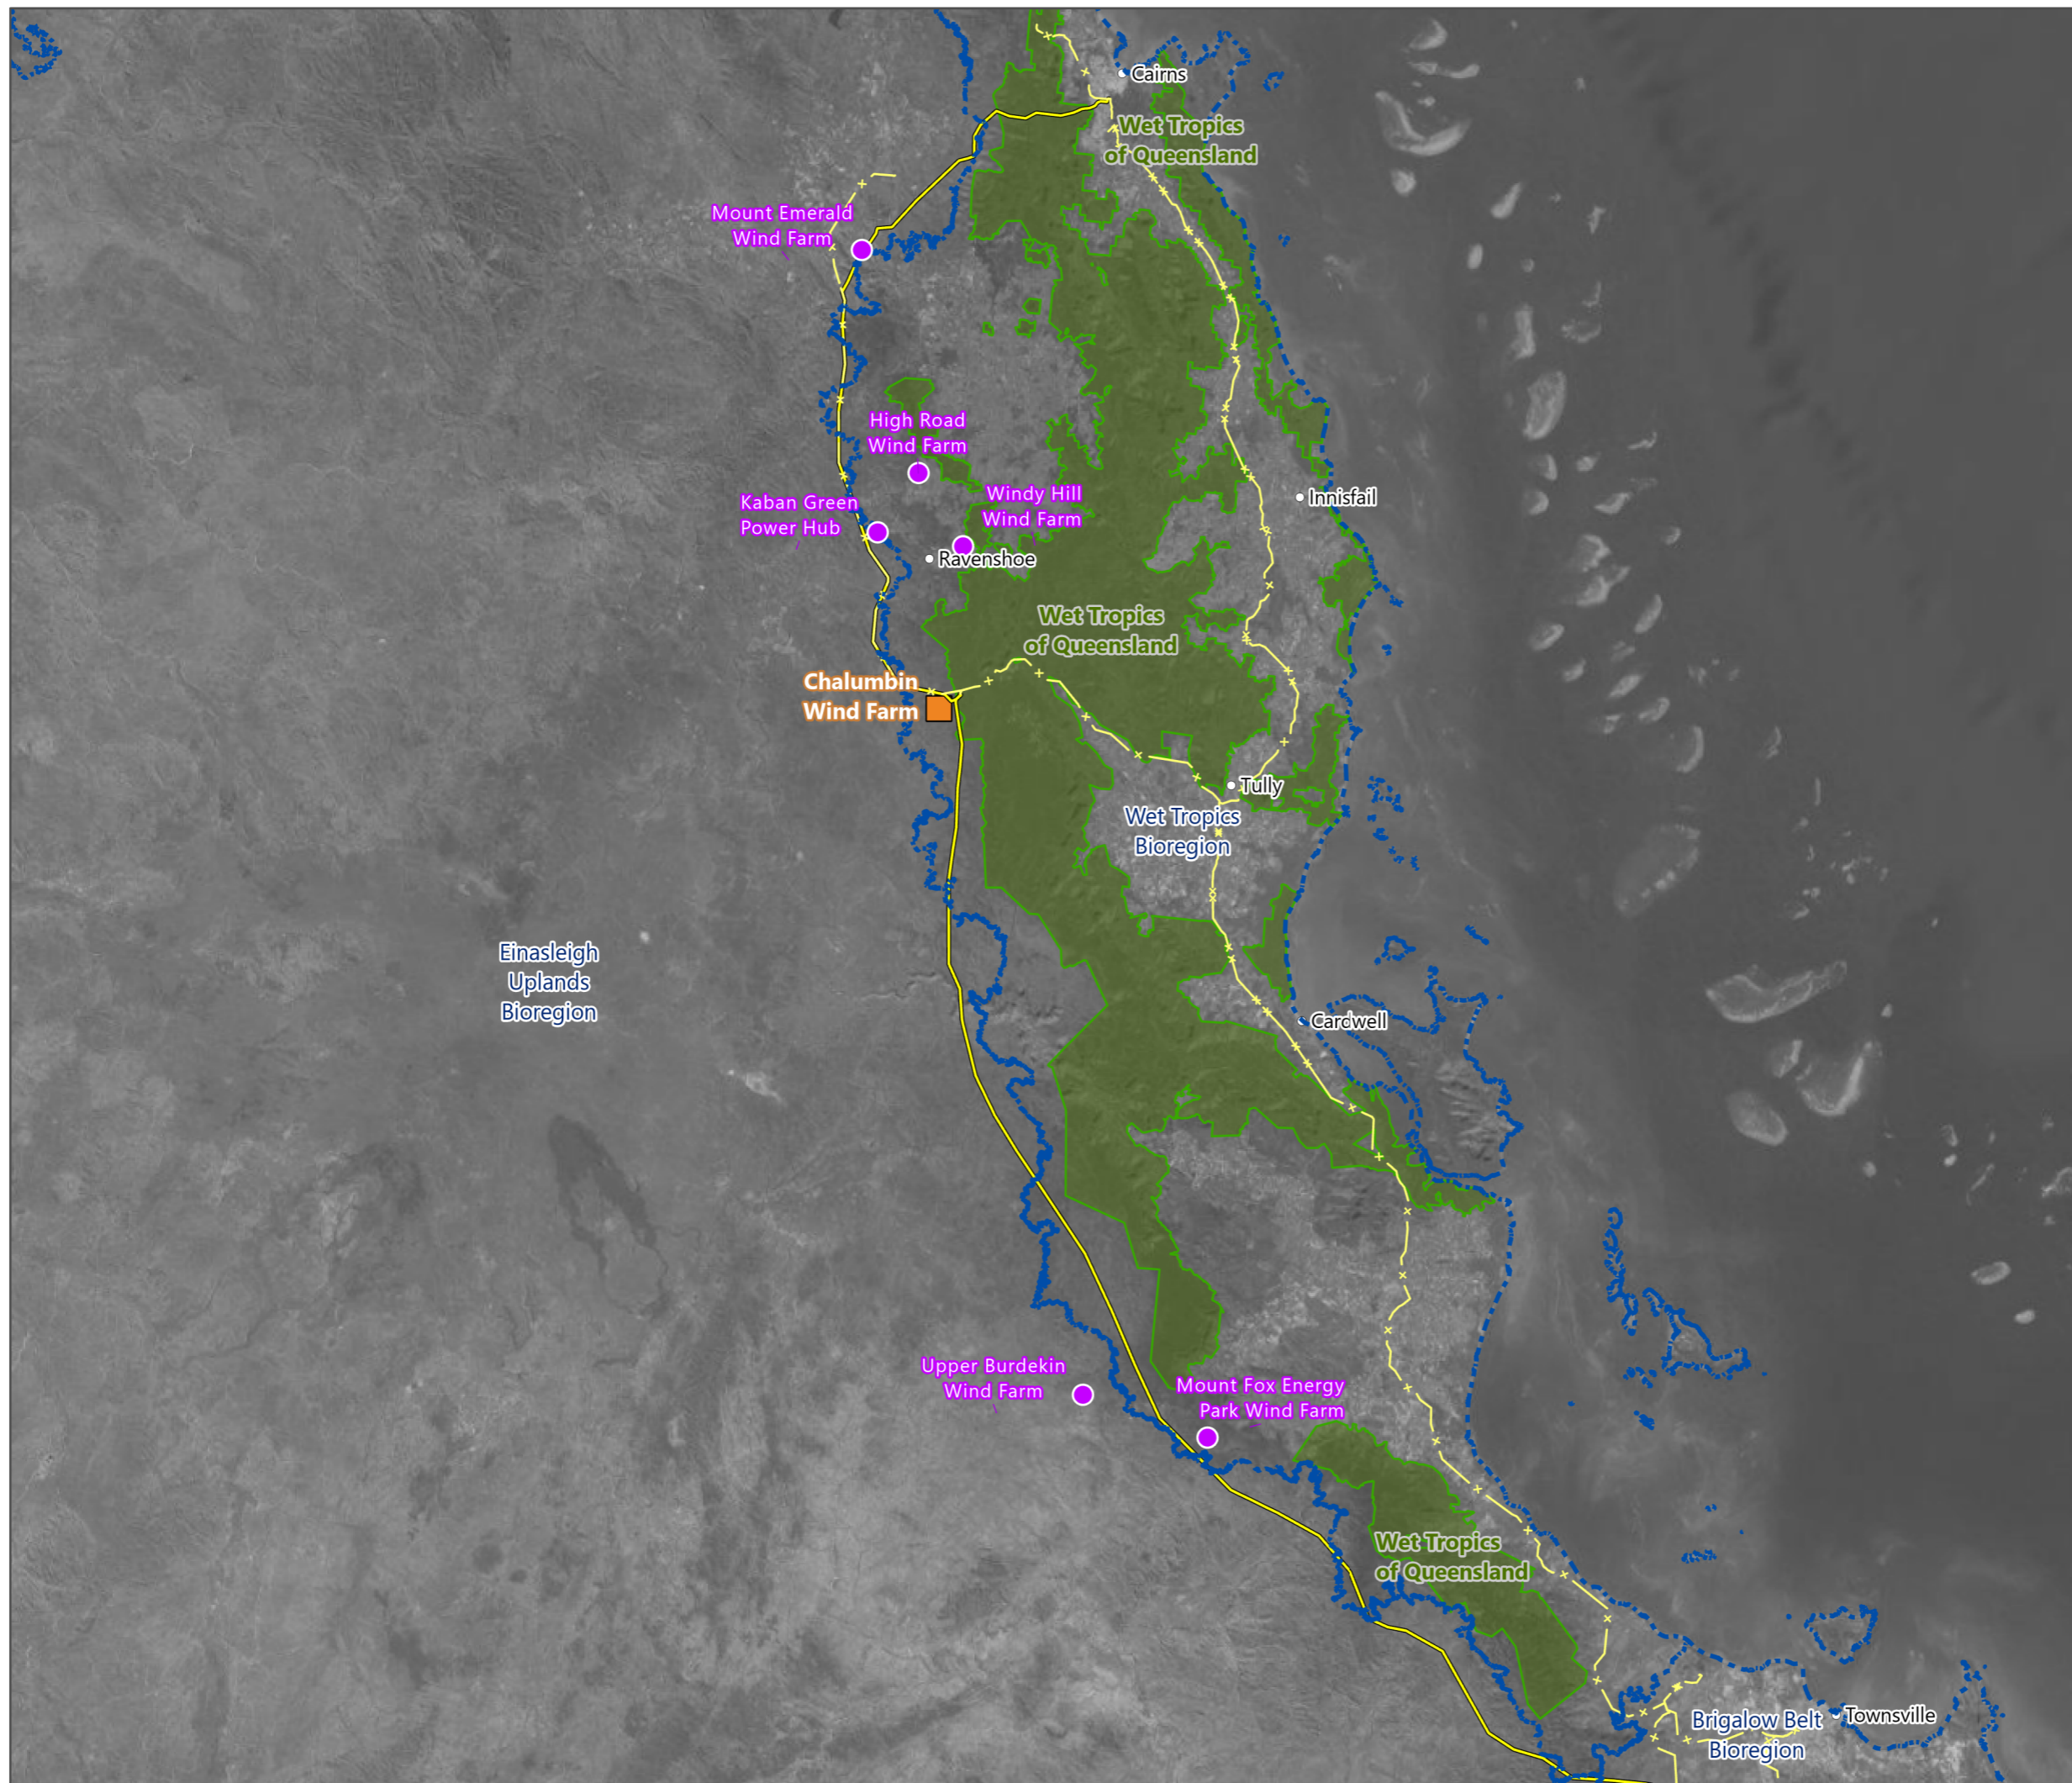 Cairns
Wet Tropics
of Queensland
Mount Emerald
Wind Farm
High Road
Wind Farm
Kaban Green
Power Hub
Windy Hill
Wind Farm
Innisfail
Ravenshoe
Wet Tropics
of Queensland
Chalumbin
Wind Farm
Tully
Wet Tropics
Bioregion
Einasleigh
Uplands
Bioregion
Cardwell
Upper Burdekin
Wind Farm
Mount Fox Energy
Park Wind Farm
Wet Tropics
of Queensland
Brigalow Belt
Bioregion
Townsville